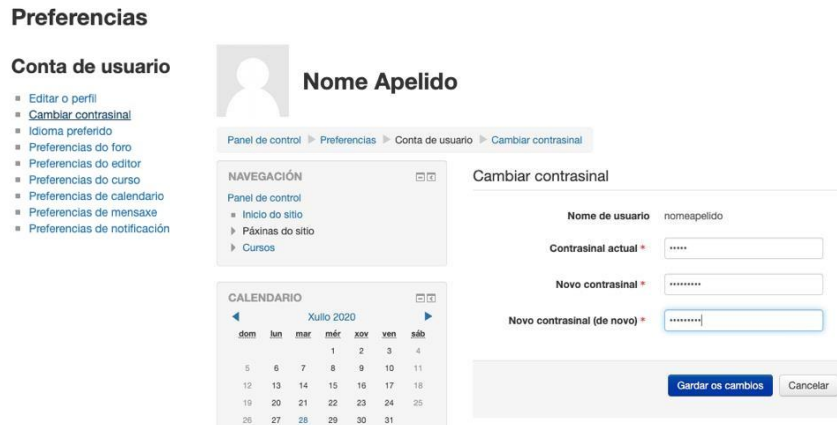 Preferencias
Conta de usuario
Editar o perfil
Cambiar contrasinal
Idioma preferido
Preferencias do foro
Preferencias do editor
Preferencias do curso
Preferencias de calendario
Preferencias de mensaxe
Preferencias de notificación
Nome Apelido
Panel de control Preferencias Conta de usuario Cambiar contrasinal
NAVEGACIÓN
Panel de control
Inicio do sitio
Páxinas do sitio
Cursos
CALENDARIO
Xullo 2020
dom lun mar mér xov ven sáb
1 2 3 4
5 6 7 8 9 10 11
12 13 14 15 16 17 18
19 20 21 22 23 24 25
26 27 28 29 30 31
Cambiar contrasinal
Nome de usuario nomeapelido
Contrasinal actual * •••••
Novo contrasinal * •••••••••
Novo contrasinal (de novo) * •••••••••
Gardar os cambios Cancelar